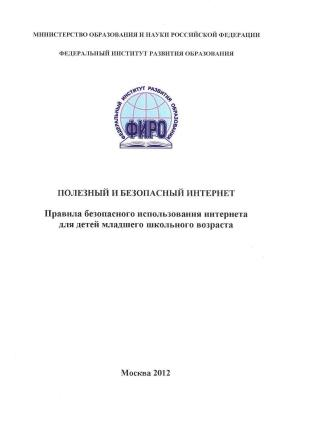 МИНИСТЕРСТВО ОБРАЗОВАНИЯ И НАУКИ РОССИЙСКОЙ ФЕДЕРАЦИИ
ФЕДЕРАЛЬНЫЙ ИНСТИТУТ РАЗВИТИЯ ОБРАЗОВАНИЯ
ФЕДЕРАЛЬНЫЙ ИНСТИТУТ РАЗВИТИЯ ОБРАЗОВАНИЯ
ФИРО
ПОЛЕЗНЫЙ И БЕЗОПАСНЫЙ ИНТЕРНЕТ
Правила безопасного использования интернета
для детей младшего школьного возраста
Москва 2012